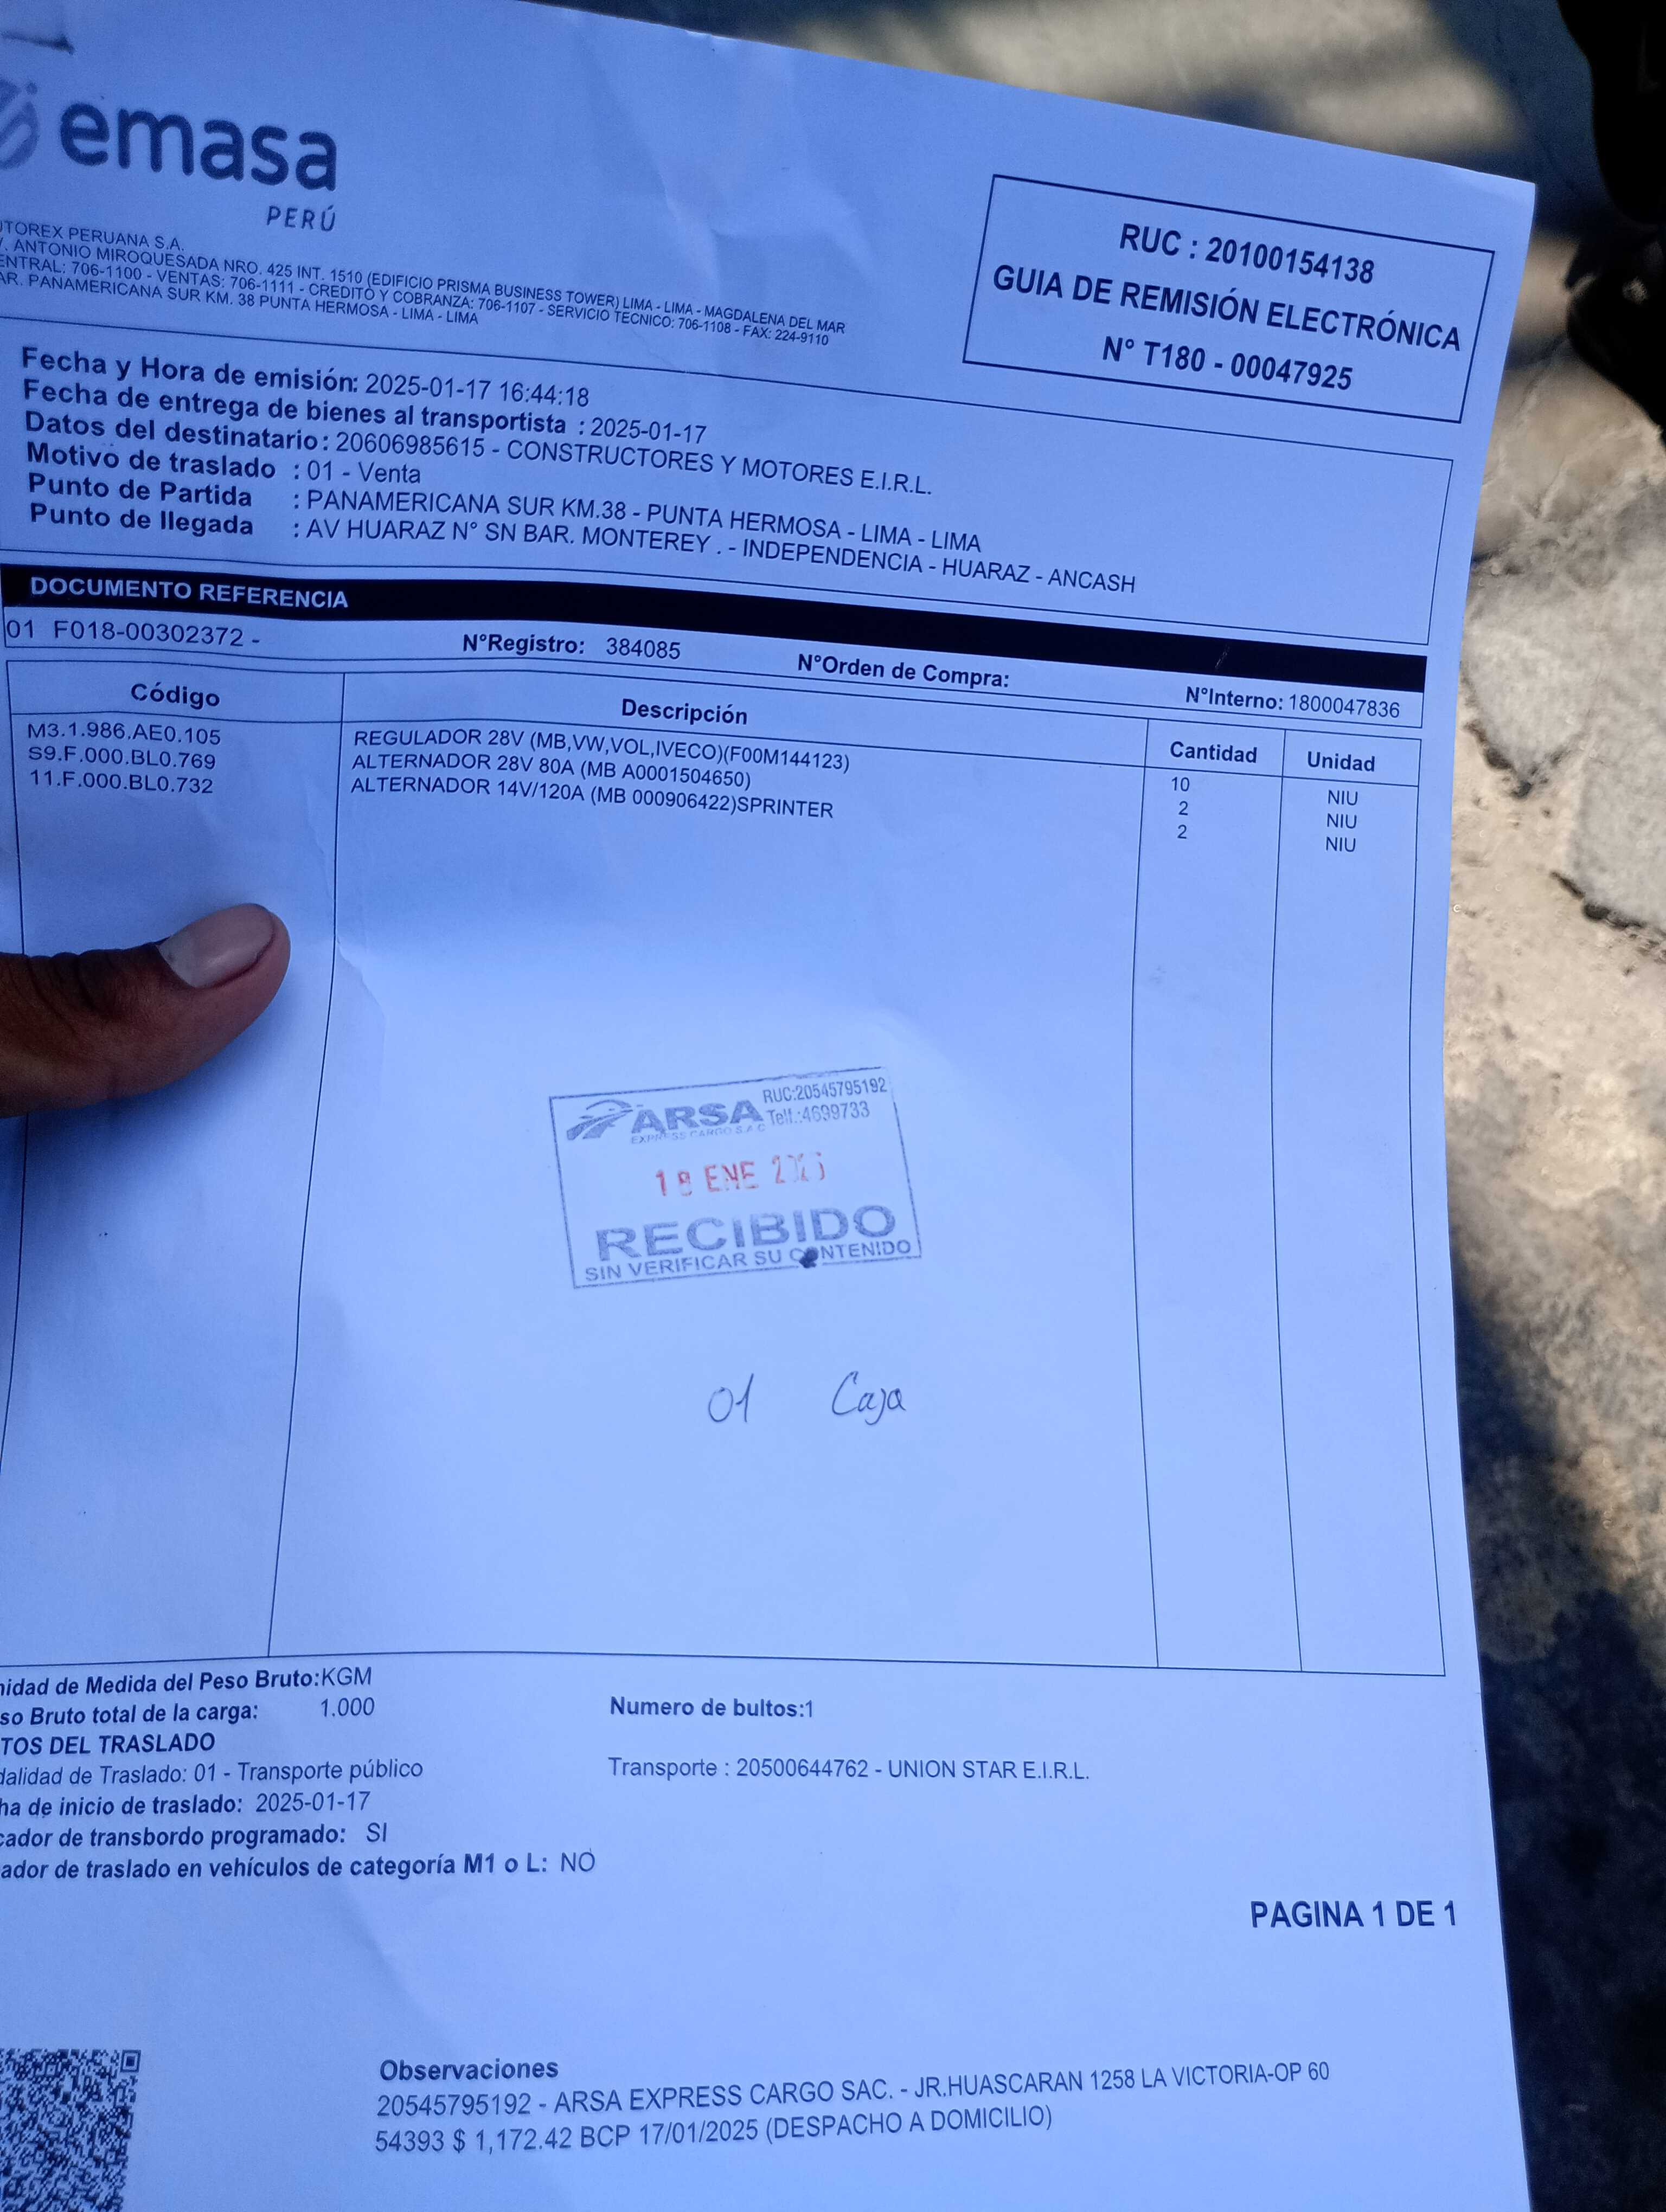 emasa
PERÚ
UTOREX PERUANA S.A.
V. ANTONIO MIROQUESADA NRO. 425 INT. 1510 (EDIFICIO PRISMA BUSINESS TOWER) LIMA - LIMA - MAGDALENA DEL MAR
ENTRAL: 706-1100 - VENTAS: 706-1111 - CREDITO Y COBRANZA: 706-1107 - SERVICIO TECNICO: 706-1108 - FAX: 224-9110
AR. PANAMERICANA SUR KM. 38 PUNTA HERMOSA - LIMA - LIMA
RUC : 20100154138
GUIA DE REMISIÓN ELECTRÓNICA
N° T180 - 00047925
Fecha y Hora de emisión: 2025-01-17 16:44:18
Fecha de entrega de bienes al transportista : 2025-01-17
Datos del destinatario : 20606985615 - CONSTRUCTORES Y MOTORES E.I.R.L.
Motivo de traslado : 01 - Venta
Punto de Partida : PANAMERICANA SUR KM.38 - PUNTA HERMOSA - LIMA - LIMA
Punto de llegada : AV HUARAZ N° SN BAR. MONTEREY . - INDEPENDENCIA - HUARAZ - ANCASH
DOCUMENTO REFERENCIA
01 F018-00302372 - N°Registro: 384085 N°Orden de Compra: N°Interno: 1800047836
Código Descripción Cantidad Unidad
M3.1.986.AE0.105 REGULADOR 28V (MB,VW,VOL,IVECO)(F00M144123) 10 NIU
S9.F.000.BL0.769 ALTERNADOR 28V 80A (MB A0001504650) 2 NIU
11.F.000.BL0.732 ALTERNADOR 14V/120A (MB 000906422)SPRINTER 2 NIU
RUC:20545795192
ARSA Telf.:4699733
EXPRESS CARGO S.A.C
18 ENE
RECIBIDO
SIN VERIFICAR SU CONTENIDO
01 Caja
nidad de Medida del Peso Bruto:KGM
so Bruto total de la carga: 1.000 Numero de bultos:1
TOS DEL TRASLADO
dalidad de Traslado: 01 - Transporte público Transporte : 20500644762 - UNION STAR E.I.R.L.
ha de inicio de traslado: 2025-01-17
cador de transbordo programado: SI
ador de traslado en vehículos de categoría M1 o L: NO
PAGINA 1 DE 1
Observaciones
20545795192 - ARSA EXPRESS CARGO SAC. - JR.HUASCARAN 1258 LA VICTORIA-OP 60
54393 $ 1,172.42 BCP 17/01/2025 (DESPACHO A DOMICILIO)